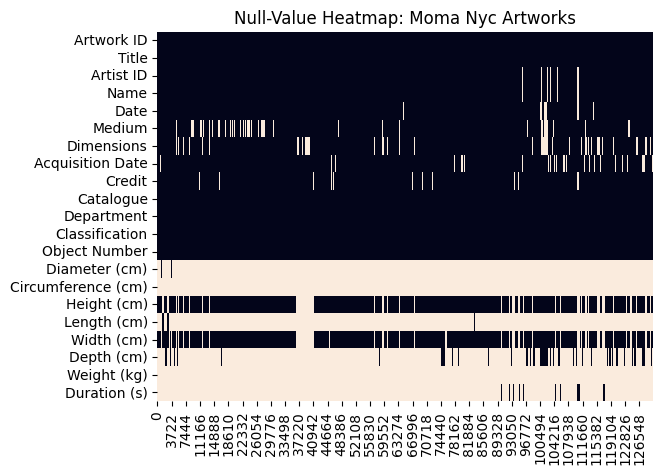 Null-Value Heatmap: Moma Nyc Artworks
Artwork ID
Title
Artist ID
Name
Date
Medium
Dimensions
Acquisition Date
Credit
Catalogue
Department
Classification
Object Number
Diameter (cm)
Circumference (cm)
Height (cm)
Length (cm)
Width (cm)
Depth (cm)
Weight (kg)
Duration (s)
0
3722
7444
11166
14888
18610
22332
26054
29776
33498
37220
40942
44664
48386
52108
55830
59552
63274
66996
70718
74440
78162
81884
85606
89328
93050
96772
100494
104216
107938
111660
115382
119104
122826
126548